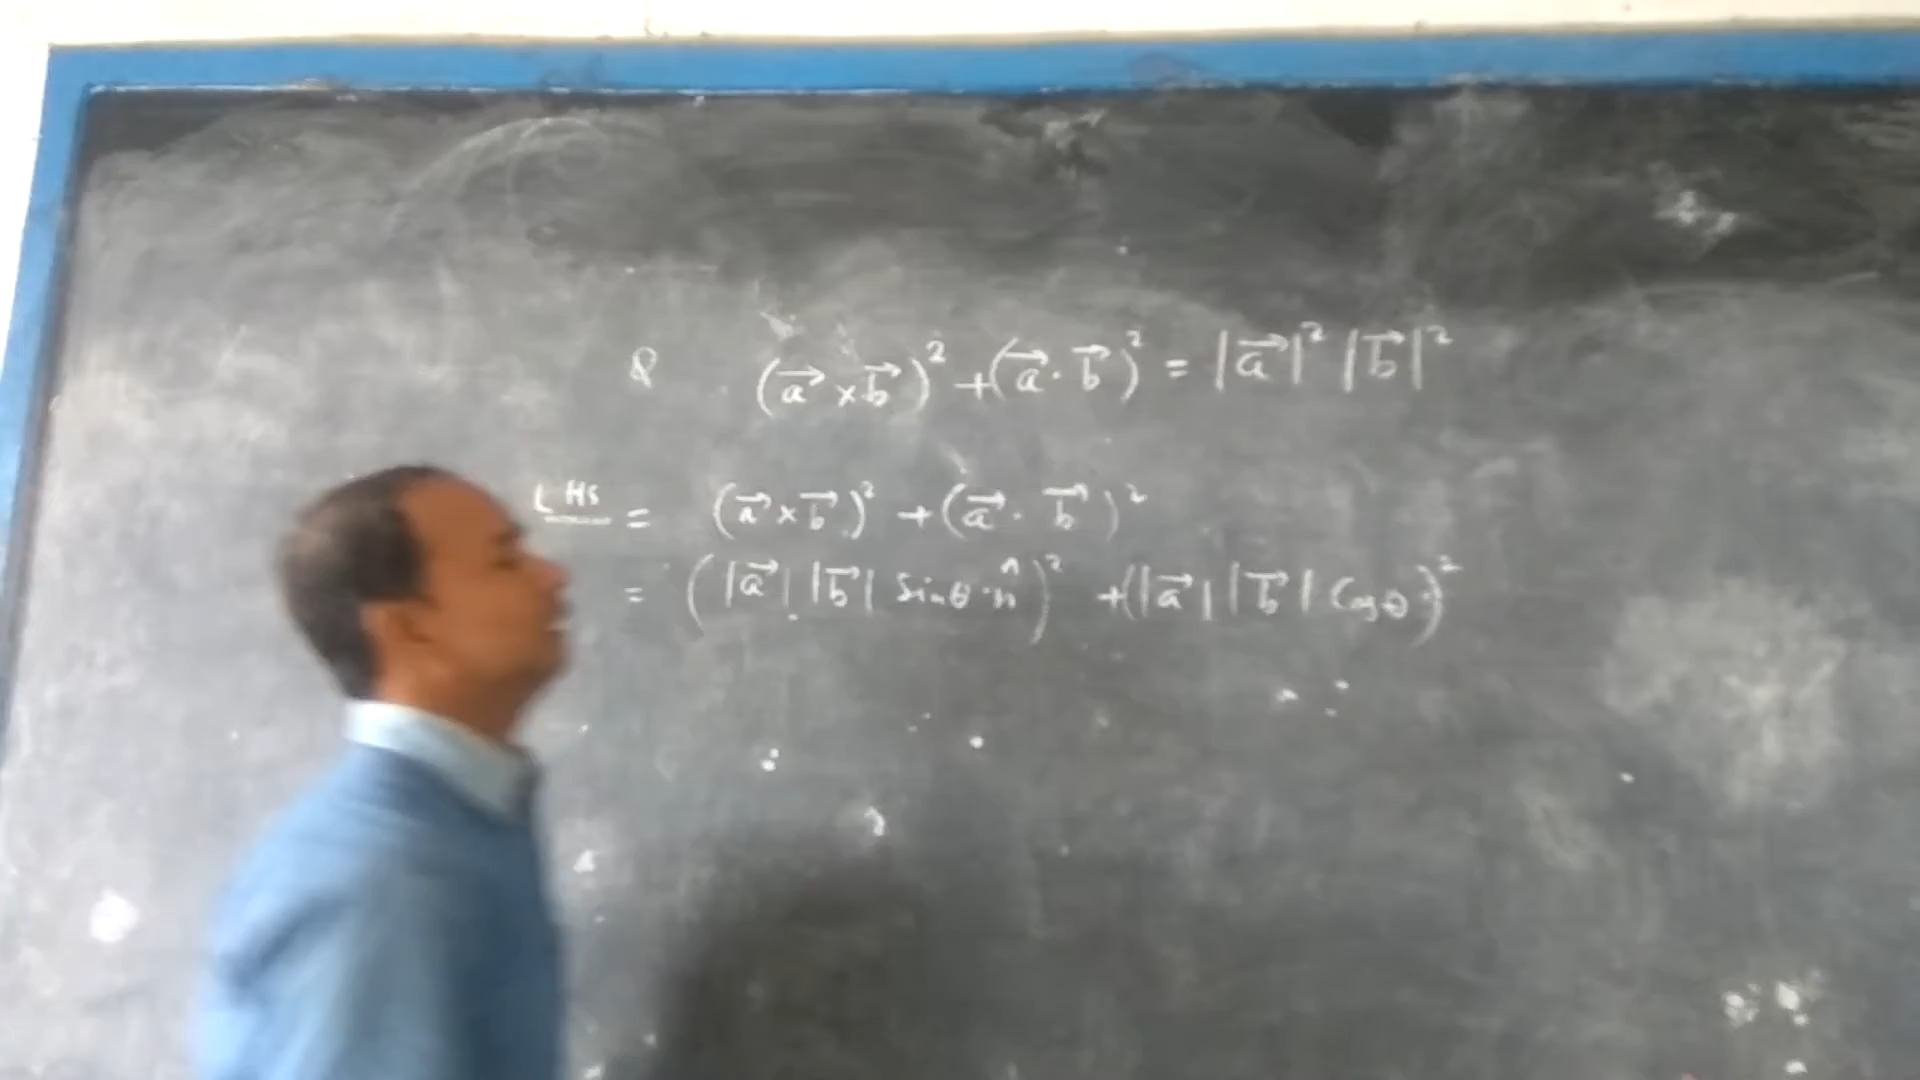 Q (a⃗ × b⃗)² + (a⃗ · b⃗)² = |a⃗|² |b⃗|²
LHS = (a⃗ × b⃗)² + (a⃗ · b⃗)²
= (|a⃗| |b⃗| Sinθ · n̂)² + (|a⃗| |b⃗| Cosθ)²